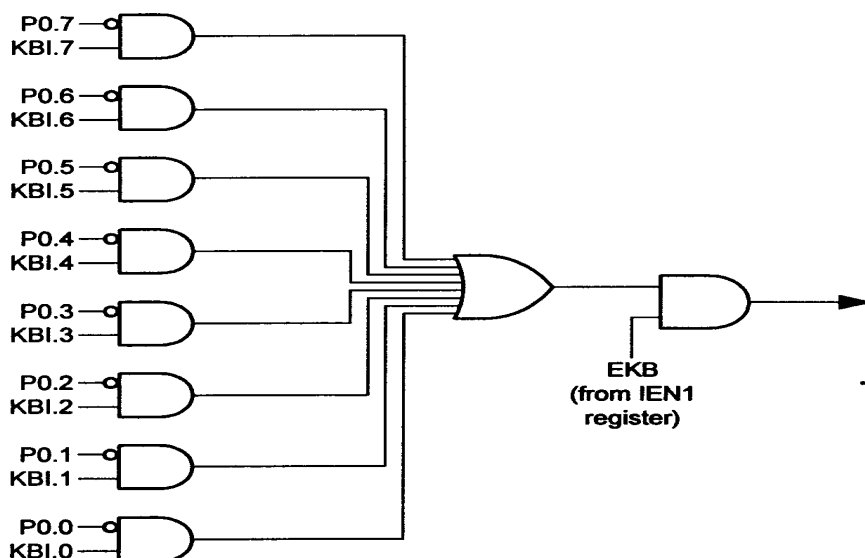 P0.7
KBI.7
P0.6
KBI.6
P0.5
KBI.5
P0.4
KBI.4
P0.3
KBI.3
P0.2
KBI.2
P0.1
KBI.1
P0.0
KBI.0
EKB
(from IEN1
register)